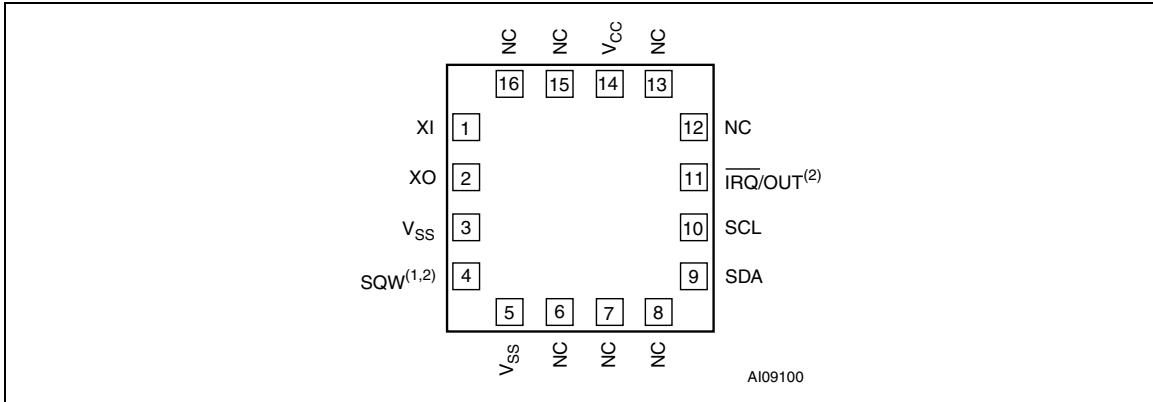 NC NC VCC NC
16 15 14 13
XI 1 12 NC
XO 2 11 IRQ/OUT(2)
VSS 3 10 SCL
SQW(1,2) 4 9 SDA
5 6 7 8
VSS NC NC NC
AI09100